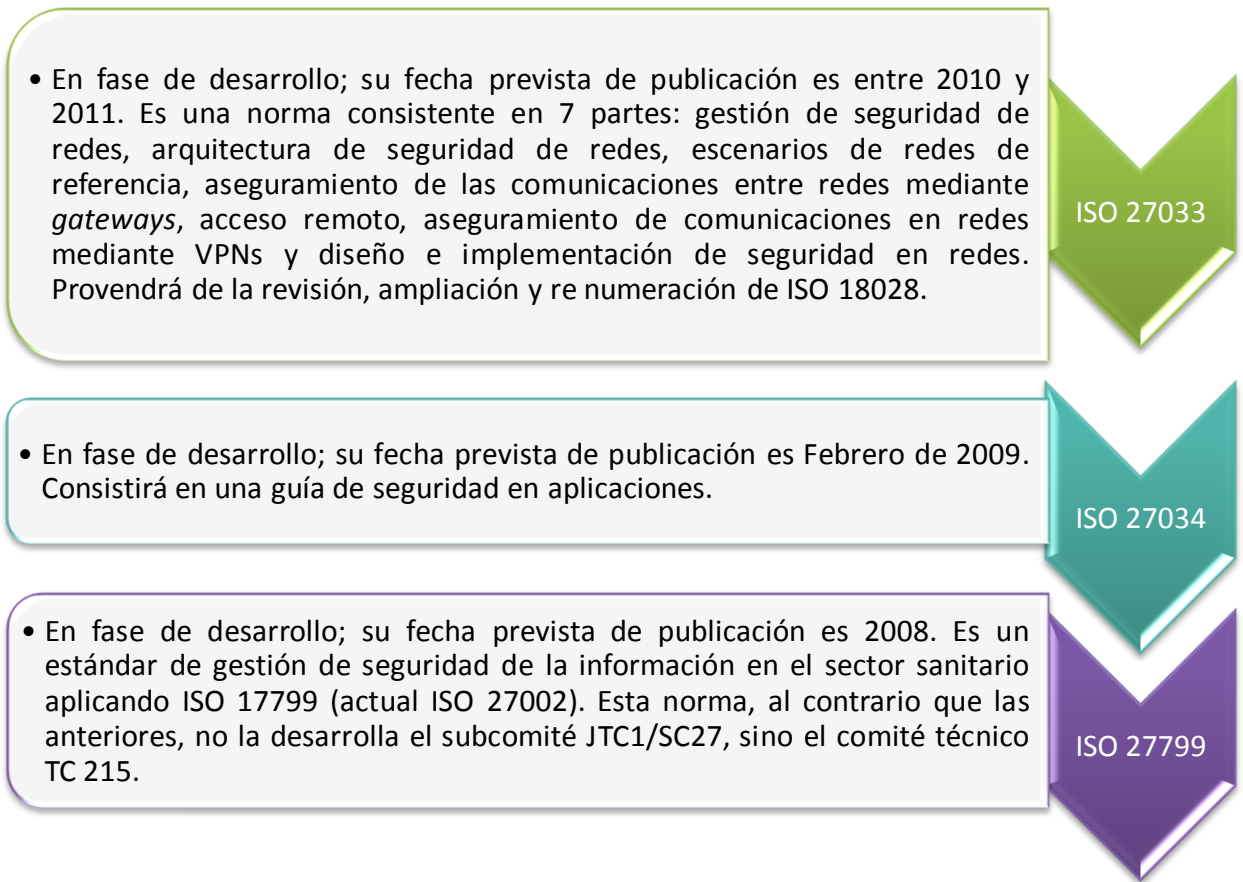 • En fase de desarrollo; su fecha prevista de publicación es entre 2010 y
2011. Es una norma consistente en 7 partes: gestión de seguridad de
redes, arquitectura de seguridad de redes, escenarios de redes de
referencia, aseguramiento de las comunicaciones entre redes mediante
gateways, acceso remoto, aseguramiento de comunicaciones en redes
mediante VPNs y diseño e implementación de seguridad en redes.
Provendrá de la revisión, ampliación y re numeración de ISO 18028.
ISO 27033
• En fase de desarrollo; su fecha prevista de publicación es Febrero de 2009.
Consistirá en una guía de seguridad en aplicaciones.
ISO 27034
• En fase de desarrollo; su fecha prevista de publicación es 2008. Es un
estándar de gestión de seguridad de la información en el sector sanitario
aplicando ISO 17799 (actual ISO 27002). Esta norma, al contrario que las
anteriores, no la desarrolla el subcomité JTC1/SC27, sino el comité técnico
TC 215.
ISO 27799